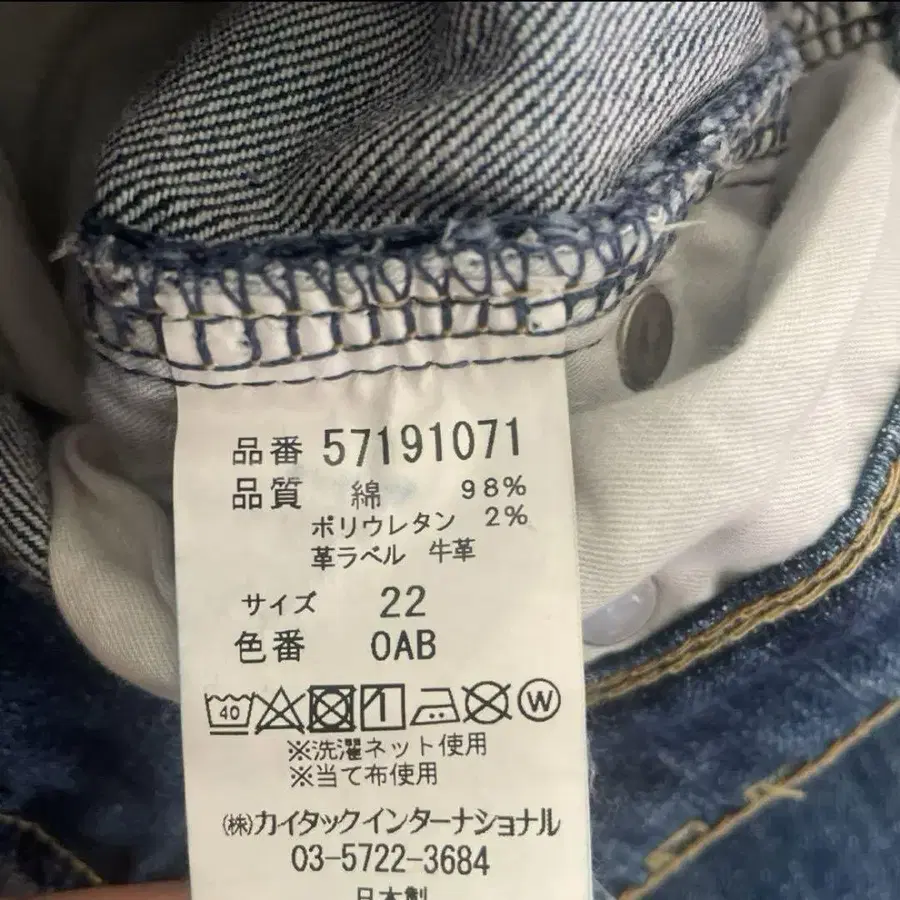 品番 57191071
品質 綿 98%
ポリウレタン 2%
革ラベル 牛革
サイズ 22
色番 0AB
40 W
※洗濯ネット使用
※当て布使用
㈱カイタックインターナショナル
03-5722-3684
日本製